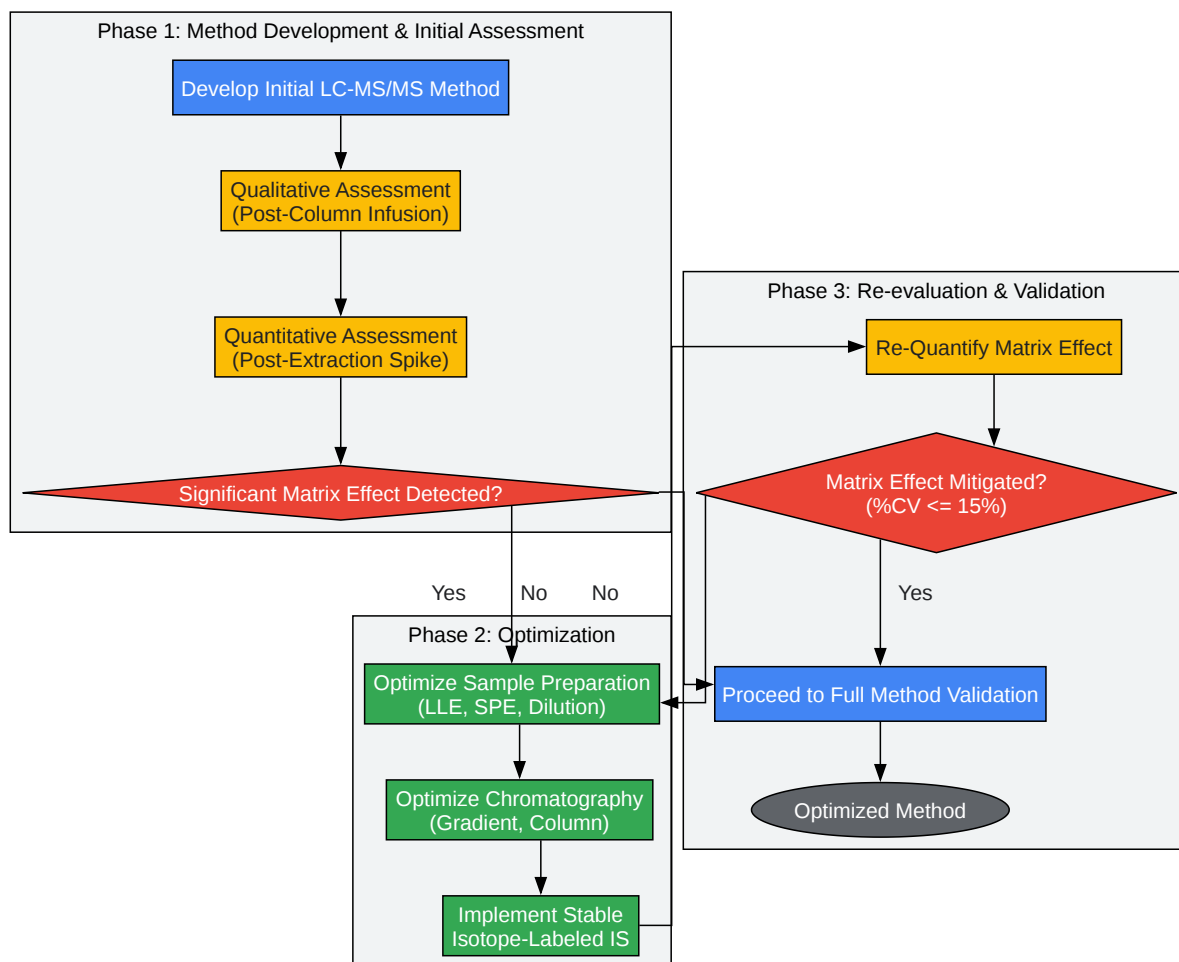 Phase 1: Method Development & Initial Assessment
Develop Initial LC-MS/MS Method
Qualitative Assessment
(Post-Column Infusion)
Quantitative Assessment
(Post-Extraction Spike)
Significant Matrix Effect Detected?
Yes
No
No
Phase 2: Optimization
Optimize Sample Preparation
(LLE, SPE, Dilution)
Optimize Chromatography
(Gradient, Column)
Implement Stable
Isotope-Labeled IS
Phase 3: Re-evaluation & Validation
Re-Quantify Matrix Effect
Matrix Effect Mitigated?
(%CV <= 15%)
Yes
Proceed to Full Method Validation
Optimized Method